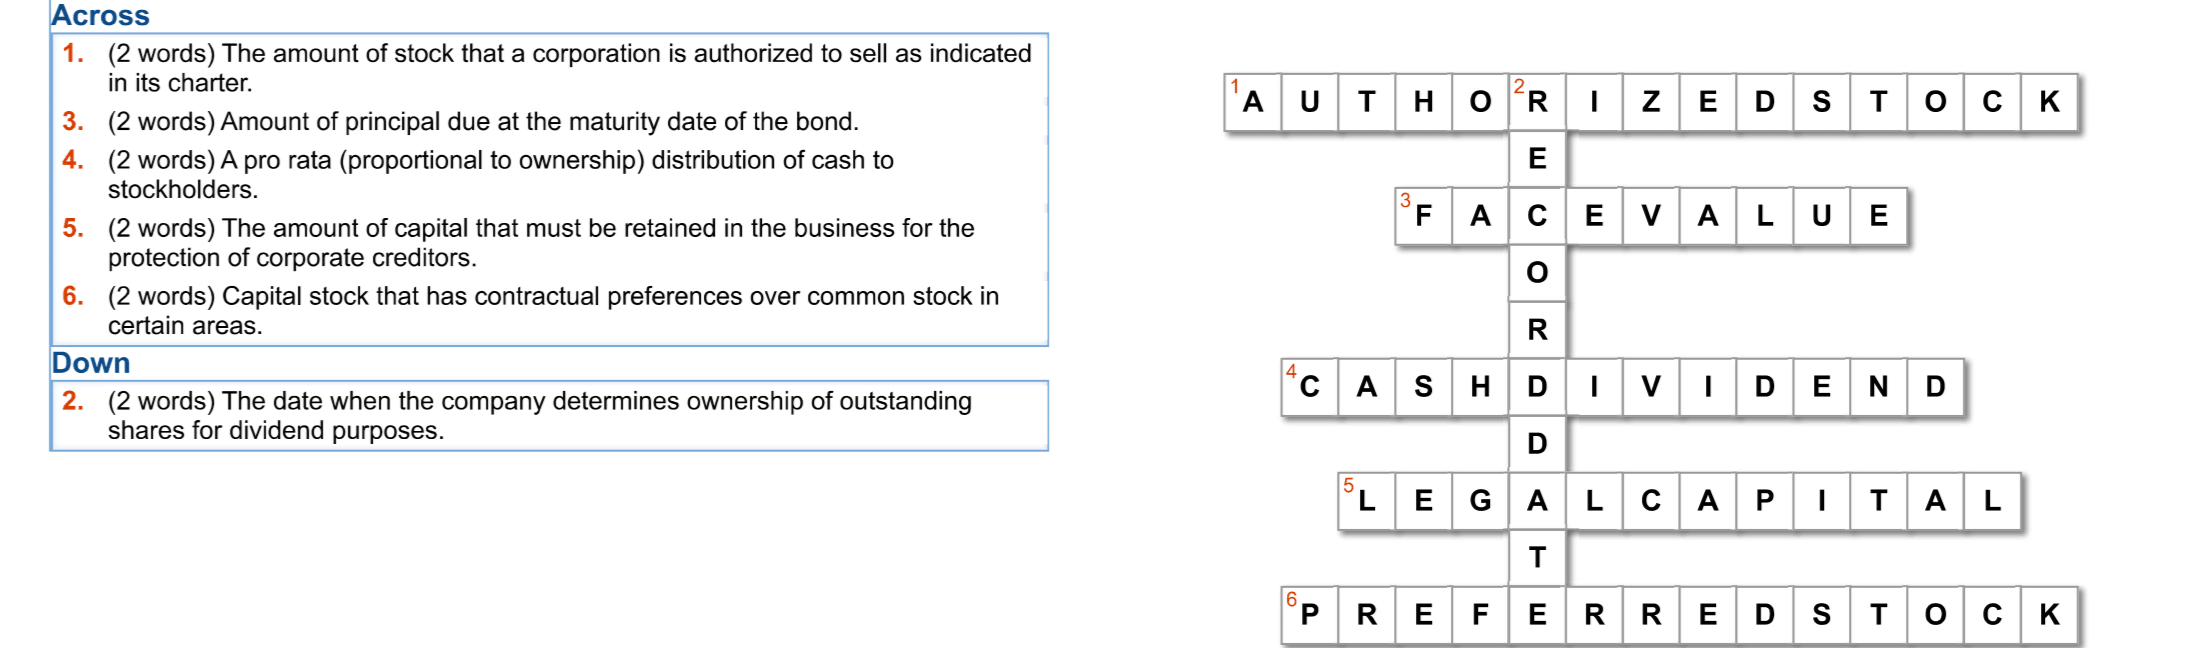 Across
1. (2 words) The amount of stock that a corporation is authorized to sell as indicated
in its charter.
3. (2 words) Amount of principal due at the maturity date of the bond.
4. (2 words) A pro rata (proportional to ownership) distribution of cash to
stockholders.
5. (2 words) The amount of capital that must be retained in the business for the
protection of corporate creditors.
6. (2 words) Capital stock that has contractual preferences over common stock in
certain areas.
Down
2. (2 words) The date when the company determines ownership of outstanding
shares for dividend purposes.
1 A U T H O 2 R I Z E D S T O C K
E
3 F A C E V A L U E
O
R
4 C A S H D I V I D E N D
D
5 L E G A L C A P I T A L
T
6 P R E F E R R E D S T O C K